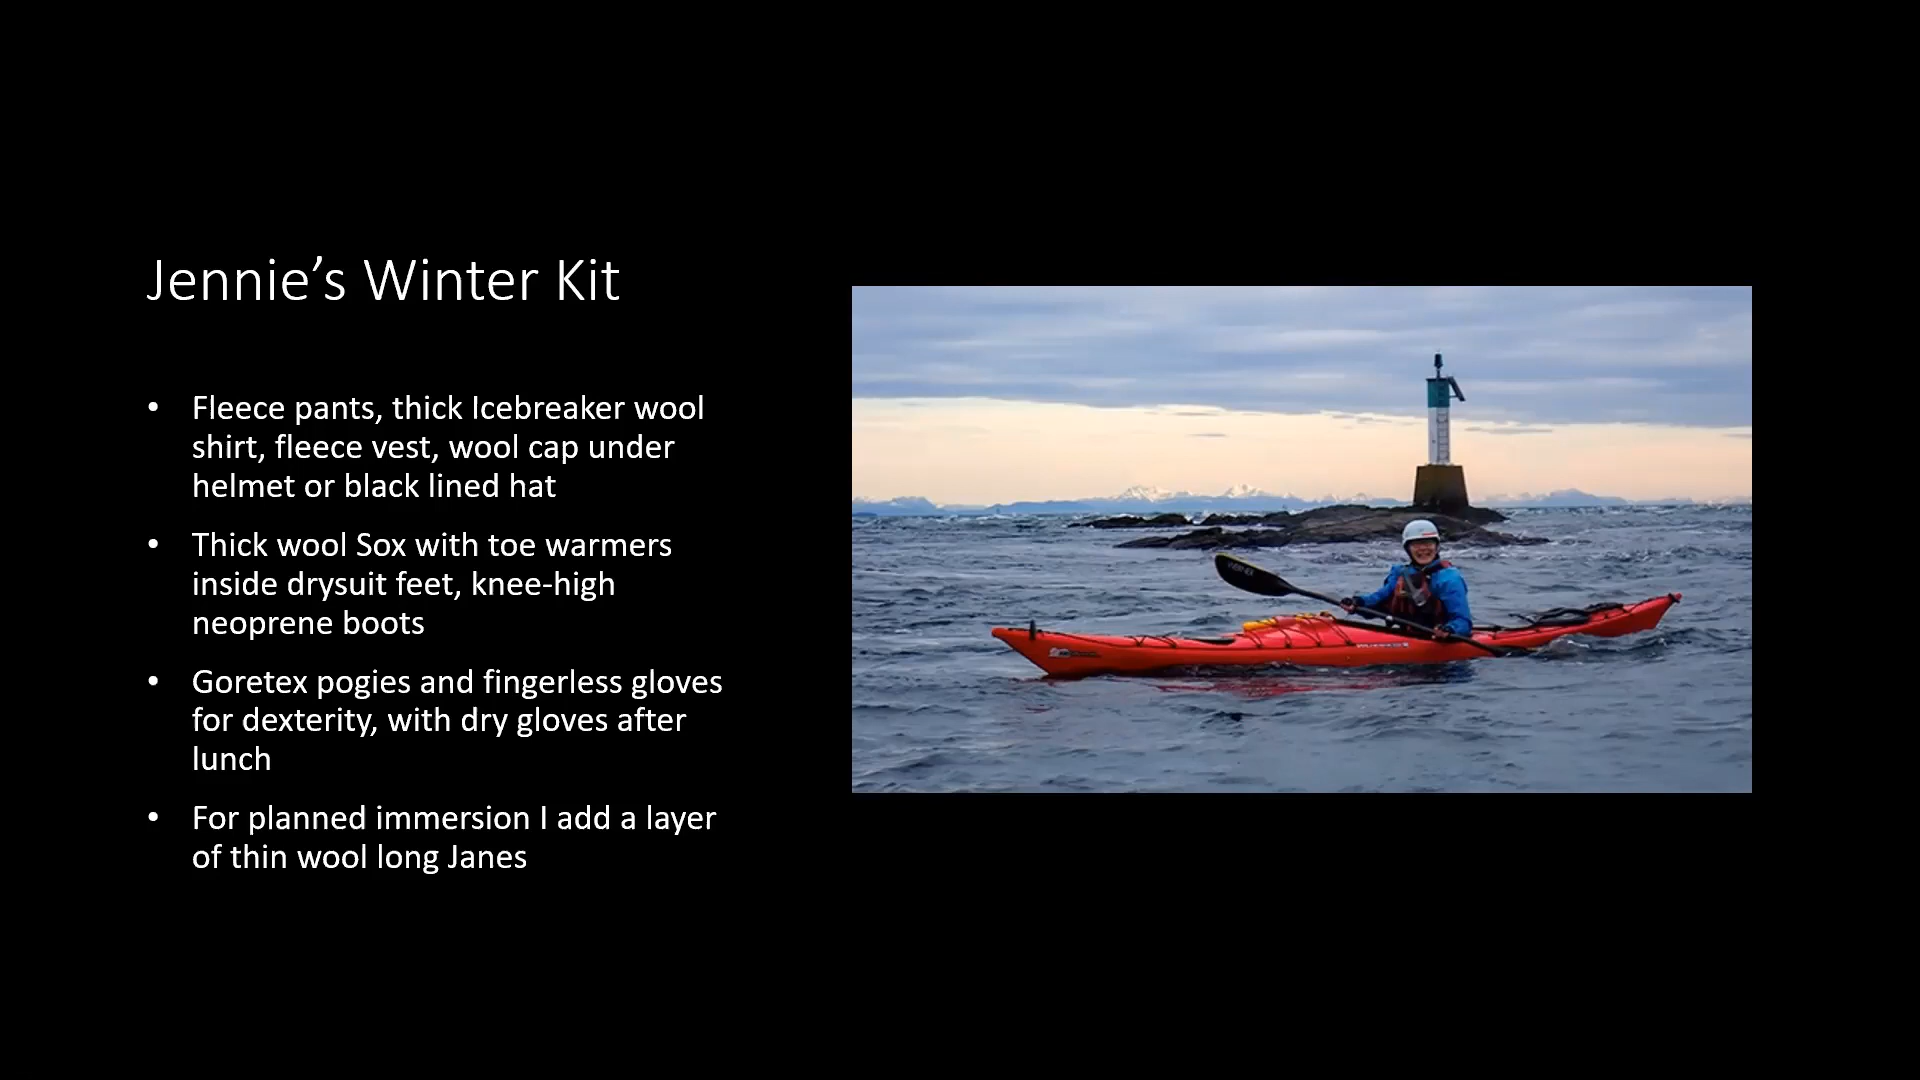 Jennie’s Winter Kit
• Fleece pants, thick Icebreaker wool
shirt, fleece vest, wool cap under
helmet or black lined hat
• Thick wool Sox with toe warmers
inside drysuit feet, knee-high
neoprene boots
• Goretex pogies and fingerless gloves
for dexterity, with dry gloves after
lunch
• For planned immersion I add a layer
of thin wool long Janes
WERNER